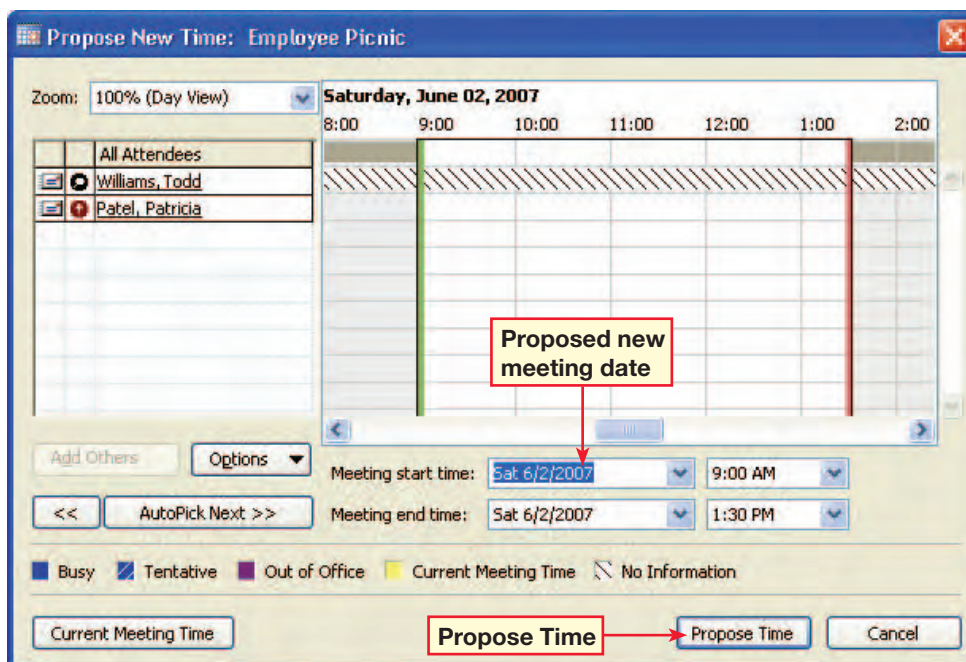 Propose New Time: Employee Picnic
Zoom: 100% (Day View)
Saturday, June 02, 2007
8:00 9:00 10:00 11:00 12:00 1:00 2:00
All Attendees
Williams, Todd
Patel, Patricia
Proposed new
meeting date
Add Others Options
Meeting start time: Sat 6/2/2007 9:00 AM
<< AutoPick Next >>
Meeting end time: Sat 6/2/2007 1:30 PM
Busy Tentative Out of Office Current Meeting Time No Information
Current Meeting Time Propose Time Propose Time Cancel